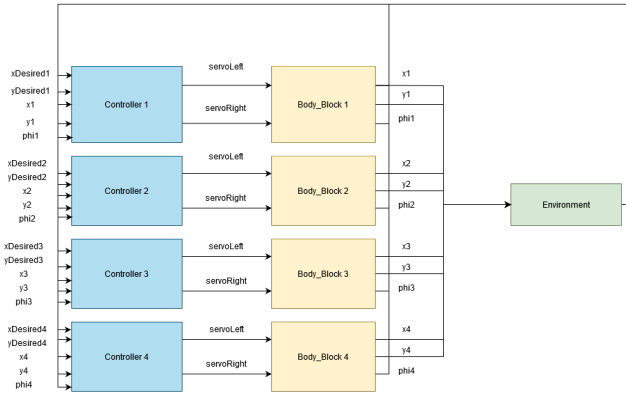 xDesired1
yDesired1
x1
y1
phi1
Controller 1
servoLeft
servoRight
Body_Block 1
x1
y1
phi1
xDesired2
yDesired2
x2
y2
phi2
Controller 2
servoLeft
servoRight
Body_Block 2
x2
y2
phi2
Environment
xDesired3
yDesired3
x3
y3
phi3
Controller 3
servoLeft
servoRight
Body_Block 3
x3
y3
phi3
xDesired4
yDesired4
x4
y4
phi4
Controller 4
servoLeft
servoRight
Body_Block 4
x4
y4
phi4